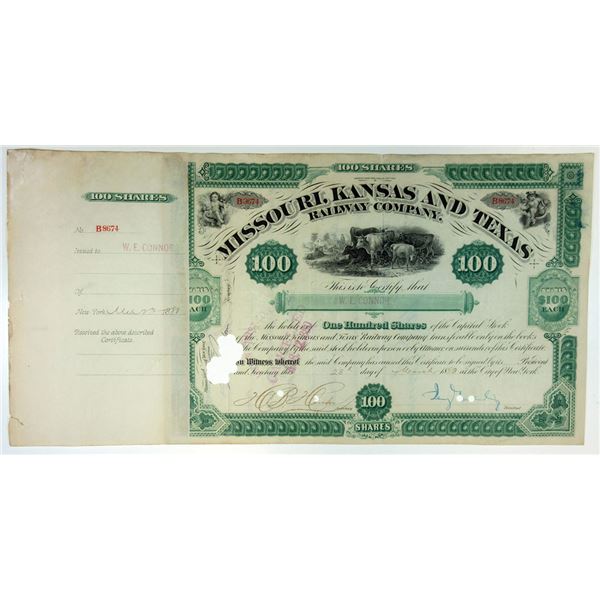 100 SHARES
No. B8674
Issued to W. E. CONNOR
Of
New York
Received the above described
Certificate.
100 SHARES
B8674
B8674
MISSOURI, KANSAS AND TEXAS
RAILWAY COMPANY.
100
100
This is to Certify that
W. E. CONNOR
$100
EACH
$100
EACH
is the holder of One Hundred Shares of the Capital Stock
of the Missouri, Kansas and Texas Railway Company, transferable only on the books
of the Company by the said stockholder in person or by Attorney on surrender of this Certificate
In Witness whereof the said Company has caused this Certificate to be signed by its President
and Secretary this day of March at the City of New York.
100
SHARES